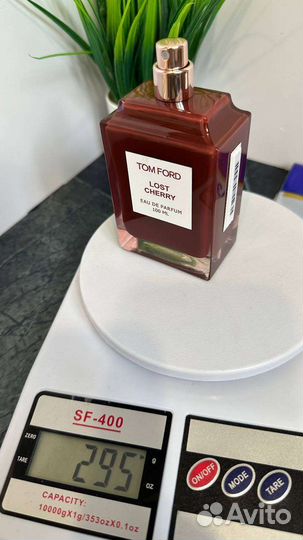 TOM FORD
LOST
CHERRY
EAU DE PARFUM
100 ML
SF-400
ZERO
TARE
295
OZ
CAPACITY:
10000gX1g/353ozX0.1oz
ON/OFF
MODE
TARE
Avito